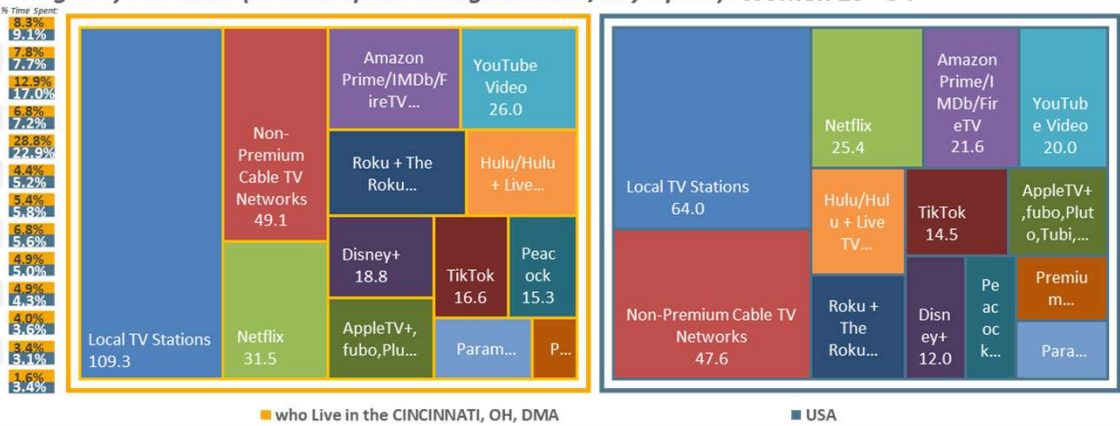 % Time Spent:
8.3%
9.1%
7.8%
7.7%
12.9%
17.0%
6.8%
7.2%
28.8%
22.9%
4.4%
5.2%
5.4%
5.8%
6.8%
5.6%
4.9%
5.0%
4.9%
4.3%
4.0%
3.6%
3.4%
3.1%
1.6%
3.4%
Local TV Stations
109.3
Non-
Premium
Cable TV
Networks
49.1
Netflix
31.5
Amazon
Prime/IMDb/F
ireTV...
YouTube
Video
26.0
Roku + The
Roku...
Hulu/Hulu
+ Live...
Disney+
18.8
TikTok
16.6
Peac
ock
15.3
AppleTV+,
fubo,Plu...
Param...
P...
Local TV Stations
64.0
Non-Premium Cable TV
Networks
47.6
Netflix
25.4
Amazon
Prime/I
MDb/Fir
eTV
21.6
YouTub
e Video
20.0
Hulu/Hul
u + Live
TV...
TikTok
14.5
AppleTV+
,fubo,Plut
o,Tubi,...
Roku +
The
Roku...
Disn
ey+
12.0
Pe
ac
oc
k...
Premiu
m...
Para...
who Live in the CINCINNATI, OH, DMA
USA